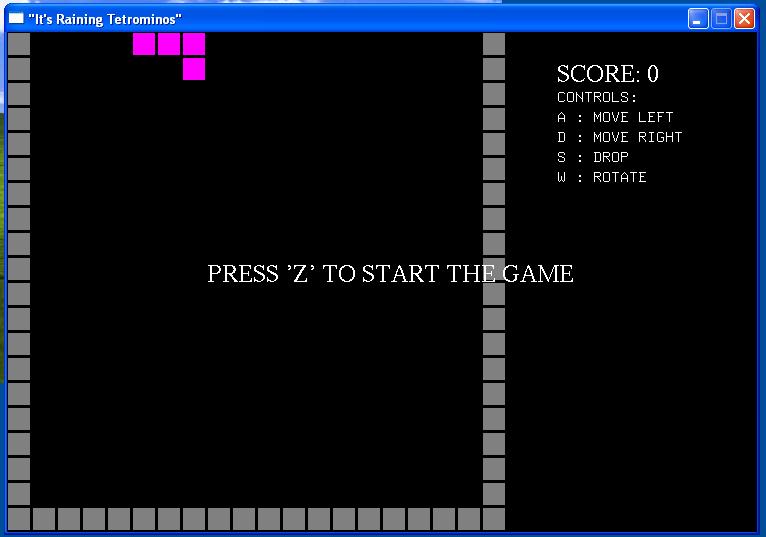 "It's Raining Tetrominos"
SCORE: 0
CONTROLS:
A : MOVE LEFT
D : MOVE RIGHT
S : DROP
W : ROTATE
PRESS 'Z' TO START THE GAME